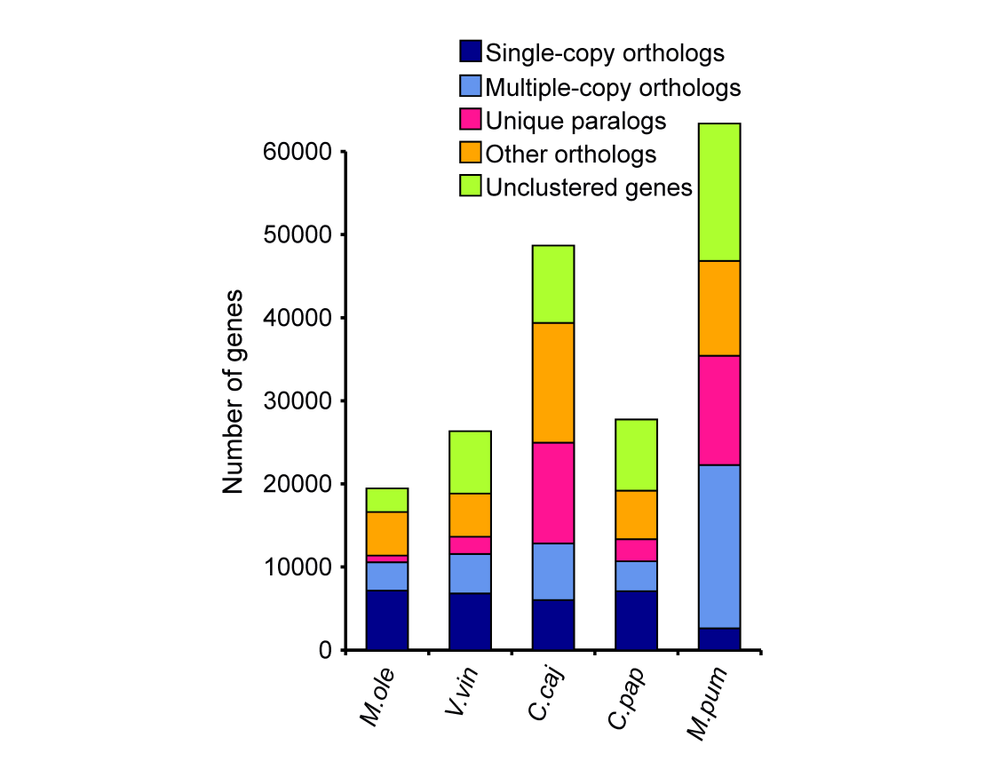 Single-copy orthologs
Multiple-copy orthologs
Unique paralogs
Other orthologs
Unclustered genes
60000
50000
40000
30000
20000
10000
0
Number of genes
M.ole
V.vin
C.caj
C.pap
M.pum